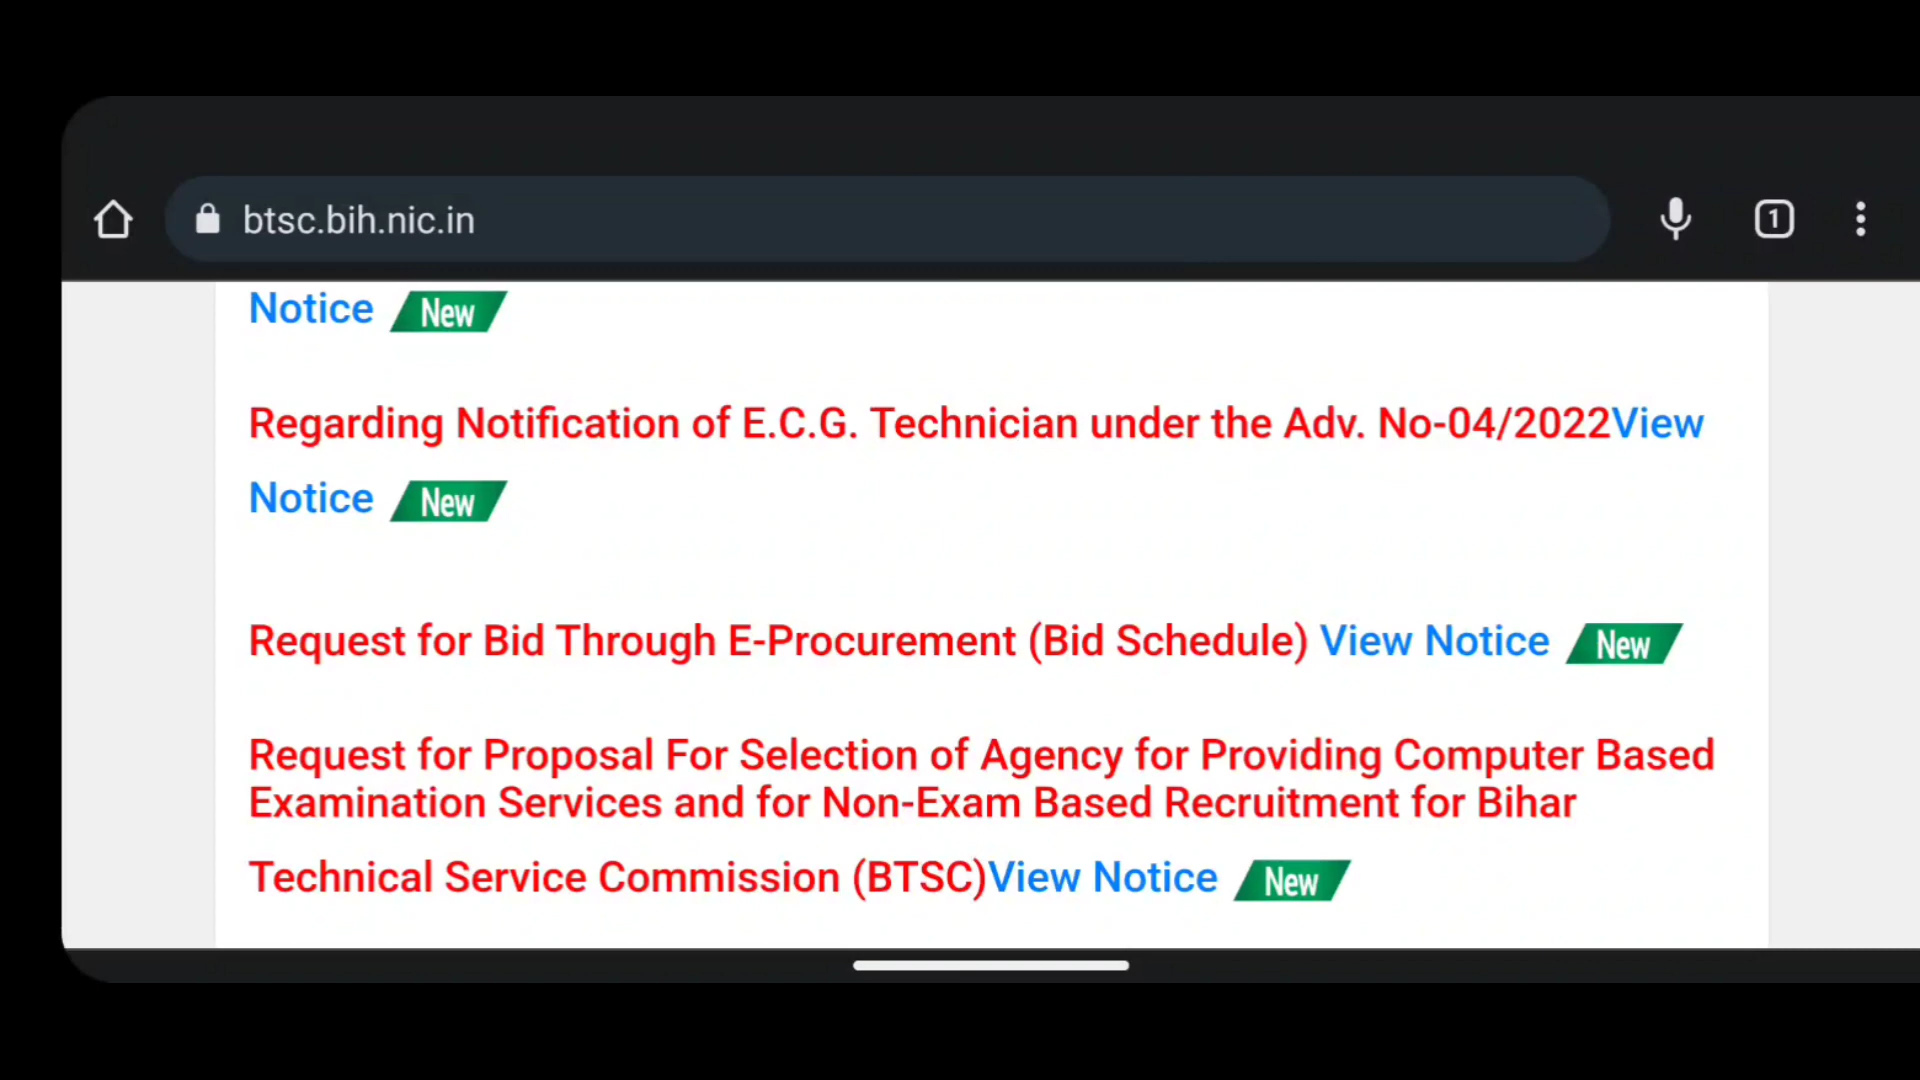 btsc.bih.nic.in
1
Notice New
Regarding Notification of E.C.G. Technician under the Adv. No-04/2022View
Notice New
Request for Bid Through E-Procurement (Bid Schedule) View Notice New
Request for Proposal For Selection of Agency for Providing Computer Based
Examination Services and for Non-Exam Based Recruitment for Bihar
Technical Service Commission (BTSC)View Notice New